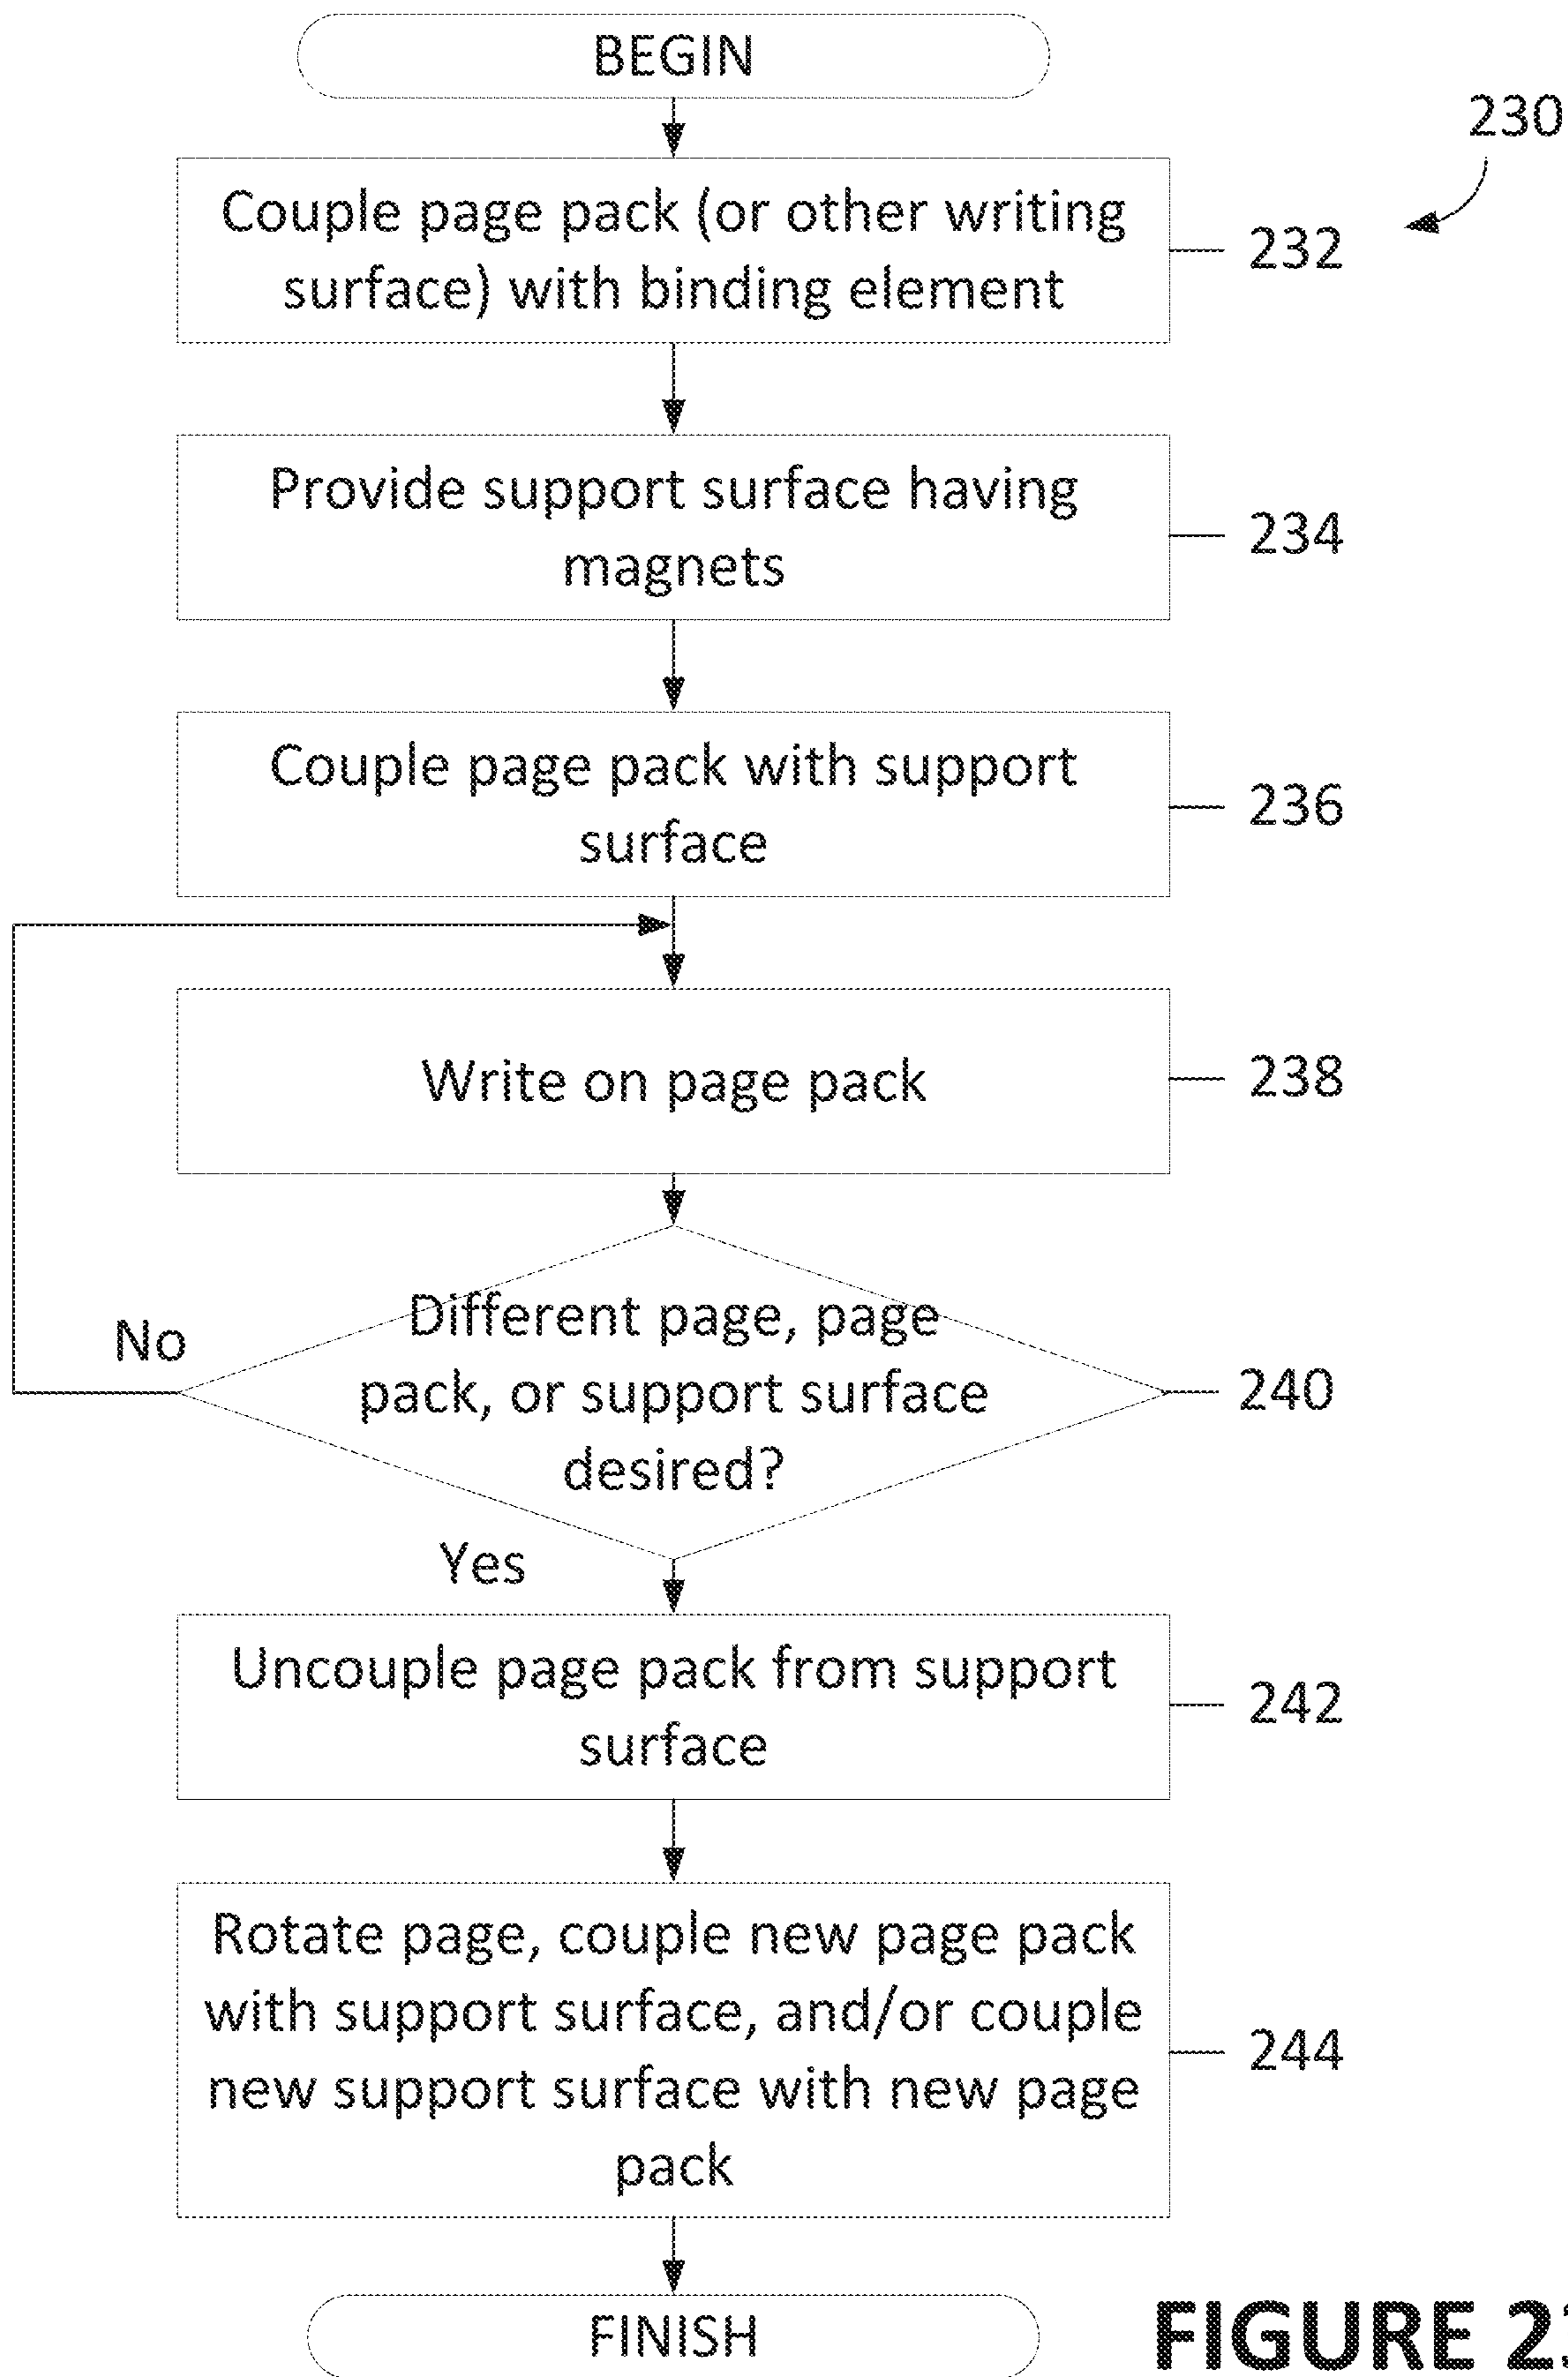 BEGIN
230
Couple page pack (or other writing
surface) with binding element
232
Provide support surface having
magnets
234
Couple page pack with support
surface
236
Write on page pack
238
Different page, page
pack, or support surface
desired?
240
No
Yes
Uncouple page pack from support
surface
242
Rotate page, couple new page pack
with support surface, and/or couple
new support surface with new page
pack
244
FINISH
FIGURE